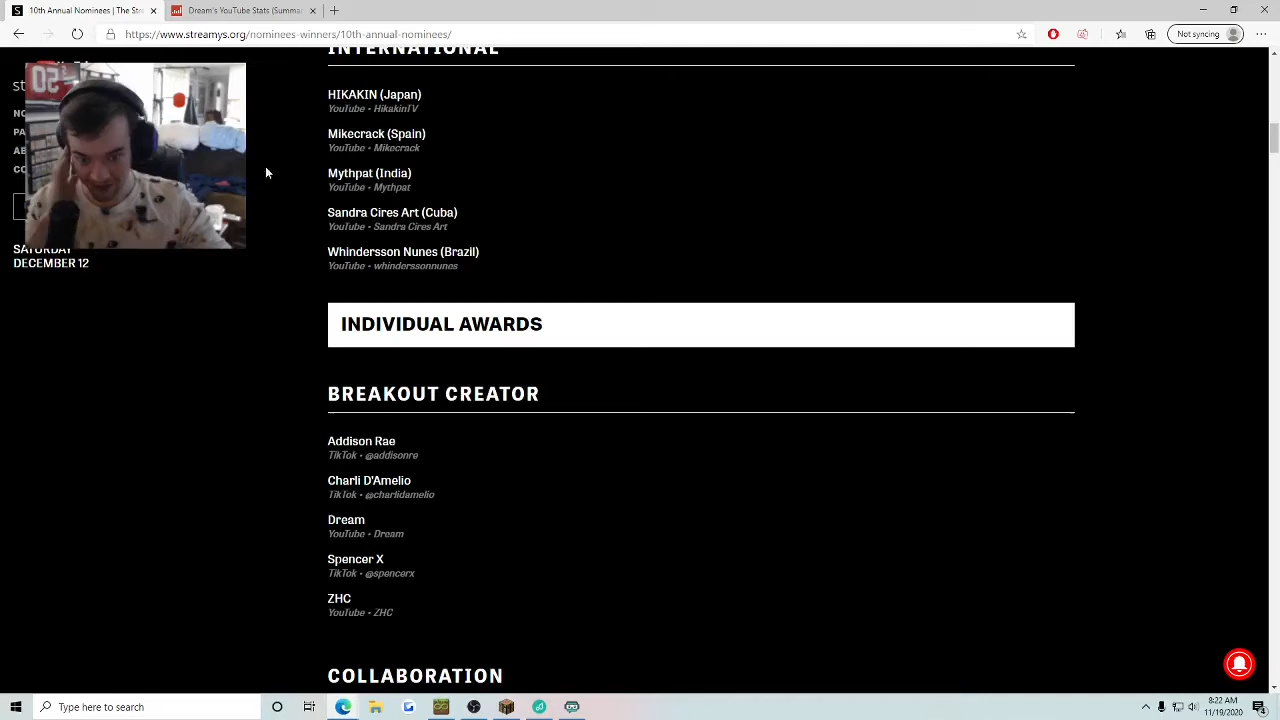 10th Annual Nominees | The Stre
Dream's YouTube Stats (Summar
https://www.streamys.org/nominees-winners/10th-annual-nominees/
Not syncing
INTERNATIONAL
HIKAKIN (Japan)
YouTube - HikakinTV
Mikecrack (Spain)
YouTube - Mikecrack
Mythpat (India)
YouTube - Mythpat
Sandra Cires Art (Cuba)
YouTube - Sandra Cires Art
Whindersson Nunes (Brazil)
YouTube - whinderssonnunes
SATURDAY
DECEMBER 12
INDIVIDUAL AWARDS
BREAKOUT CREATOR
Addison Rae
TikTok - @addisonre
Charli D'Amelio
TikTok - @charlidamelio
Dream
YouTube - Dream
Spencer X
TikTok - @spencerx
ZHC
YouTube - ZHC
COLLABORATION
Type here to search
8:22 AM
11/19/2020